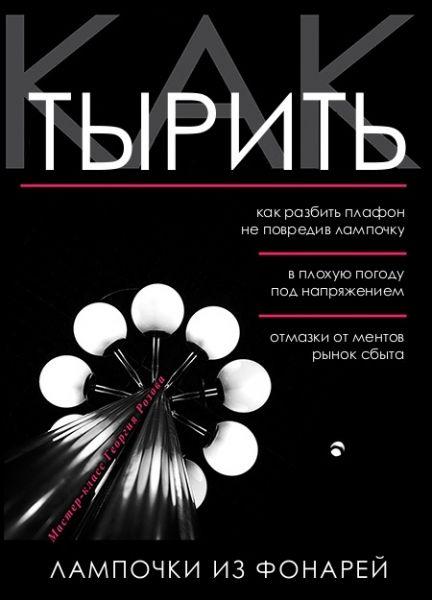 КАК
ТЫРИТЬ
как разбить плафон
не повредив лампочку
в плохую погоду
под напряжением
отмазки от ментов
рынок сбыта
Мастер-класс Георгия Розова
ЛАМПОЧКИ ИЗ ФОНАРЕЙ